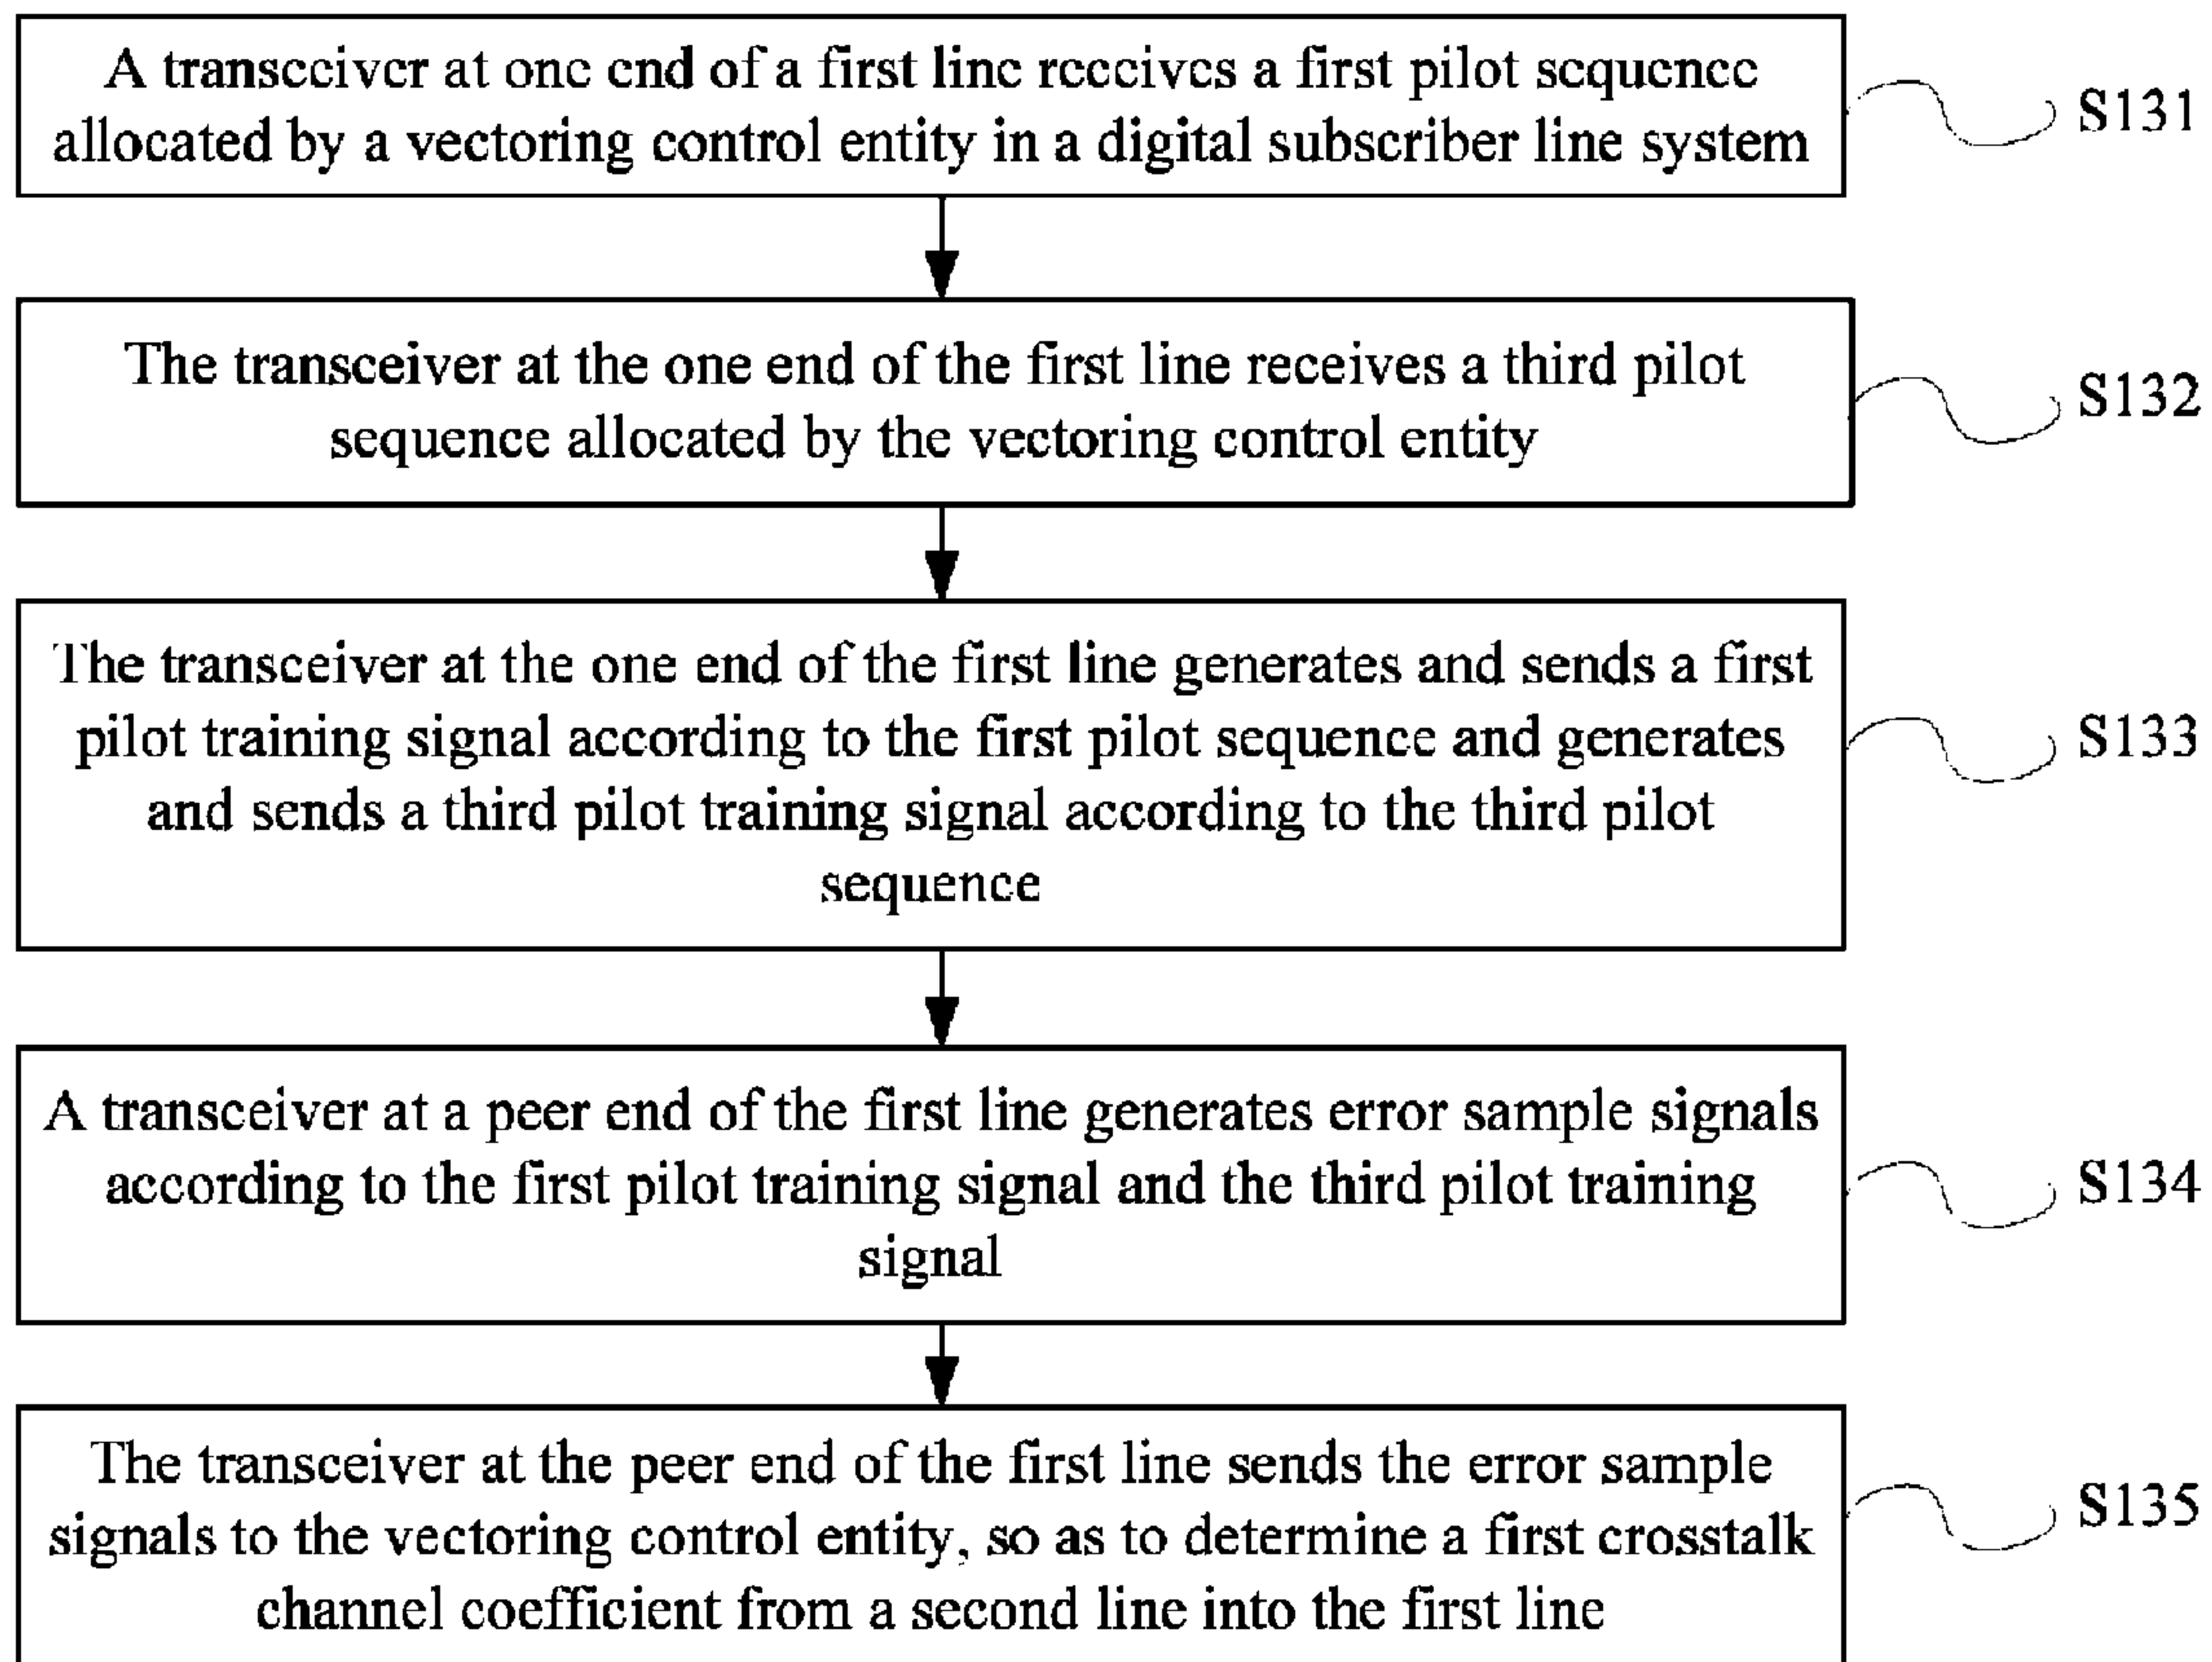 A transceiver at one end of a first line receives a first pilot sequence
allocated by a vectoring control entity in a digital subscriber line system
S131
The transceiver at the one end of the first line receives a third pilot
sequence allocated by the vectoring control entity
S132
The transceiver at the one end of the first line generates and sends a first
pilot training signal according to the first pilot sequence and generates
and sends a third pilot training signal according to the third pilot
sequence
S133
A transceiver at a peer end of the first line generates error sample signals
according to the first pilot training signal and the third pilot training
signal
S134
The transceiver at the peer end of the first line sends the error sample
signals to the vectoring control entity, so as to determine a first crosstalk
channel coefficient from a second line into the first line
S135